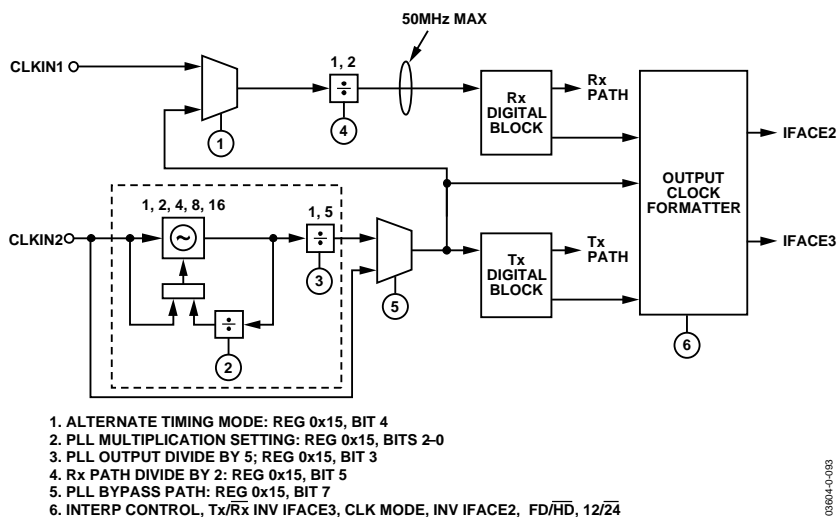 50MHz MAX
CLKIN1
1, 2
÷
4
1
Rx
DIGITAL
BLOCK
Rx
PATH
IFACE2
OUTPUT
CLOCK
FORMATTER
1, 2, 4, 8, 16
1, 5
CLKIN2
~
÷
3
5
÷
2
Tx
DIGITAL
BLOCK
Tx
PATH
IFACE3
6
1. ALTERNATE TIMING MODE: REG 0x15, BIT 4
2. PLL MULTIPLICATION SETTING: REG 0x15, BITS 2–0
3. PLL OUTPUT DIVIDE BY 5; REG 0x15, BIT 3
4. Rx PATH DIVIDE BY 2: REG 0x15, BIT 5
5. PLL BYPASS PATH: REG 0x15, BIT 7
6. INTERP CONTROL, Tx/R̅x̅ INV IFACE3, CLK MODE, INV IFACE2, FD/H̅D̅, 12/2̅4̅
03604-0-093